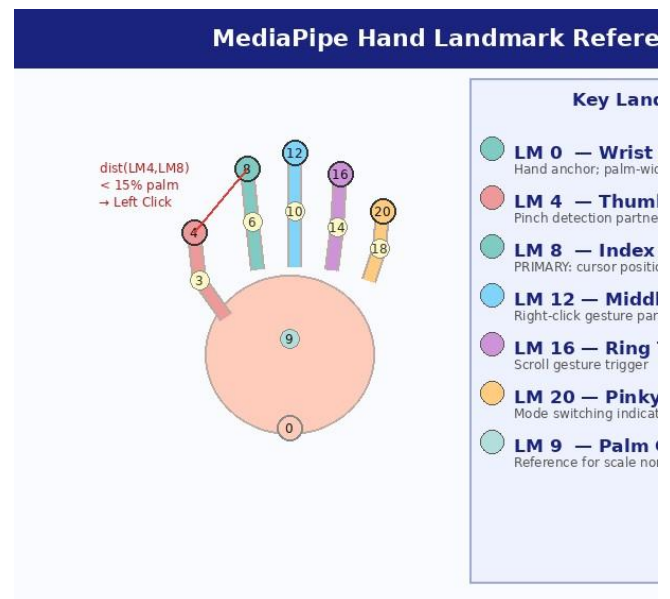 MediaPipe Hand Landmark Refere
Key Land
dist(LM4,LM8)
< 15% palm
→ Left Click
8
12
16
20
4
6
10
14
18
3
9
0
LM 0 — Wrist
Hand anchor; palm-wid
LM 4 — Thumb
Pinch detection partne
LM 8 — Index
PRIMARY: cursor positio
LM 12 — Middl
Right-click gesture par
LM 16 — Ring T
Scroll gesture trigger
LM 20 — Pinky
Mode switching indicat
LM 9 — Palm C
Reference for scale nor